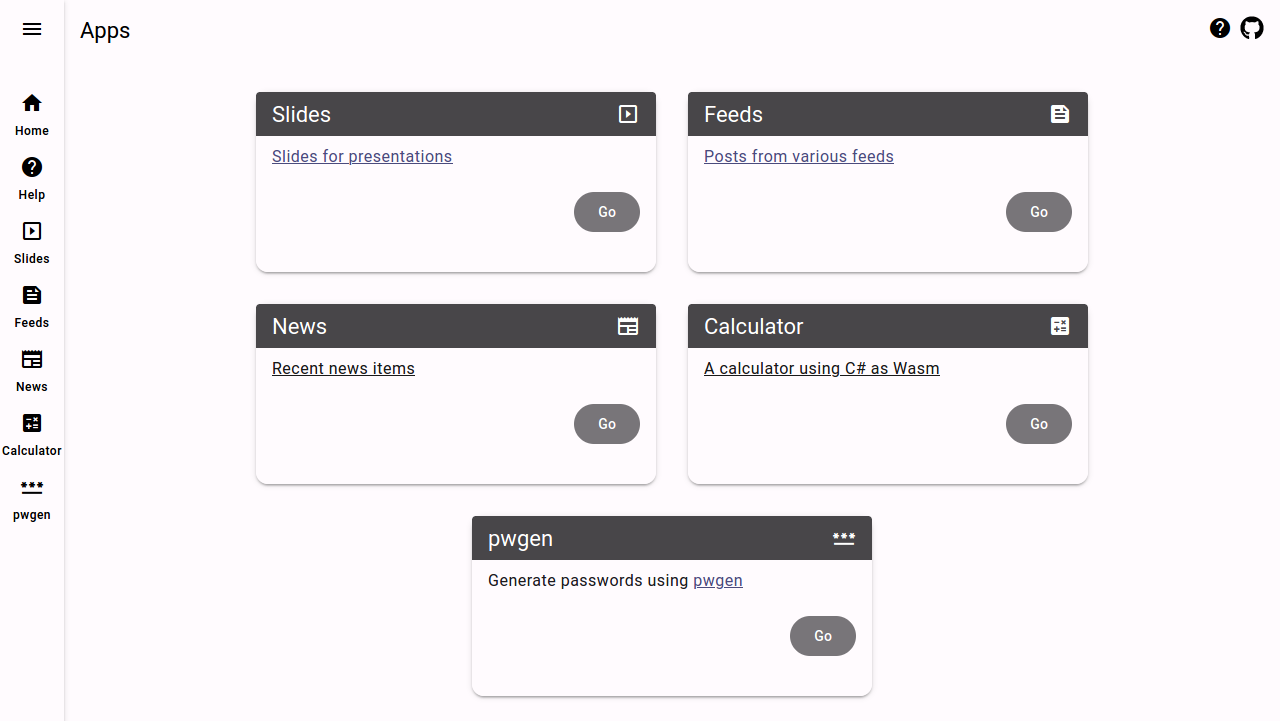 Apps
Home
Help
Slides
Feeds
News
Calculator
pwgen
Slides
Slides for presentations
Go
Feeds
Posts from various feeds
Go
News
Recent news items
Go
Calculator
A calculator using C# as Wasm
Go
pwgen
Generate passwords using pwgen
Go